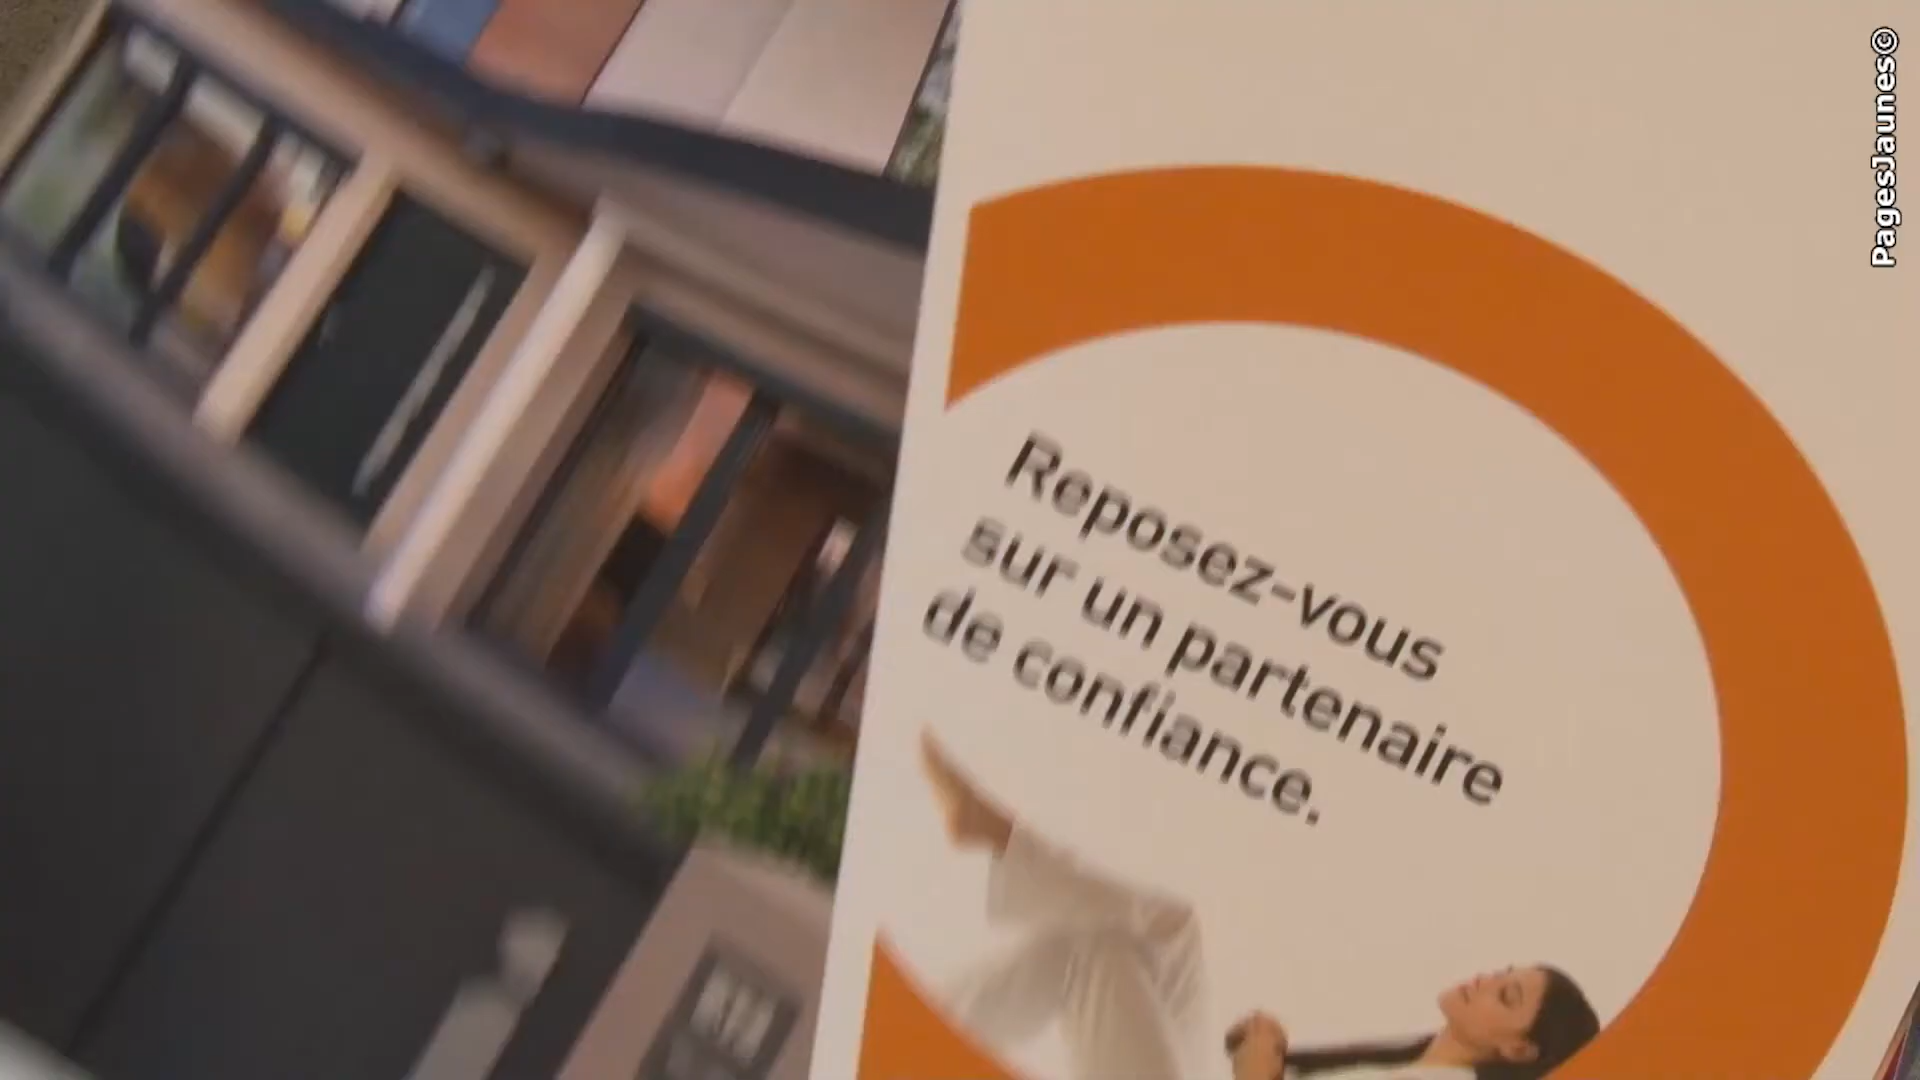 Reposez-vous
sur un partenaire
de confiance.
PagesJaunes©